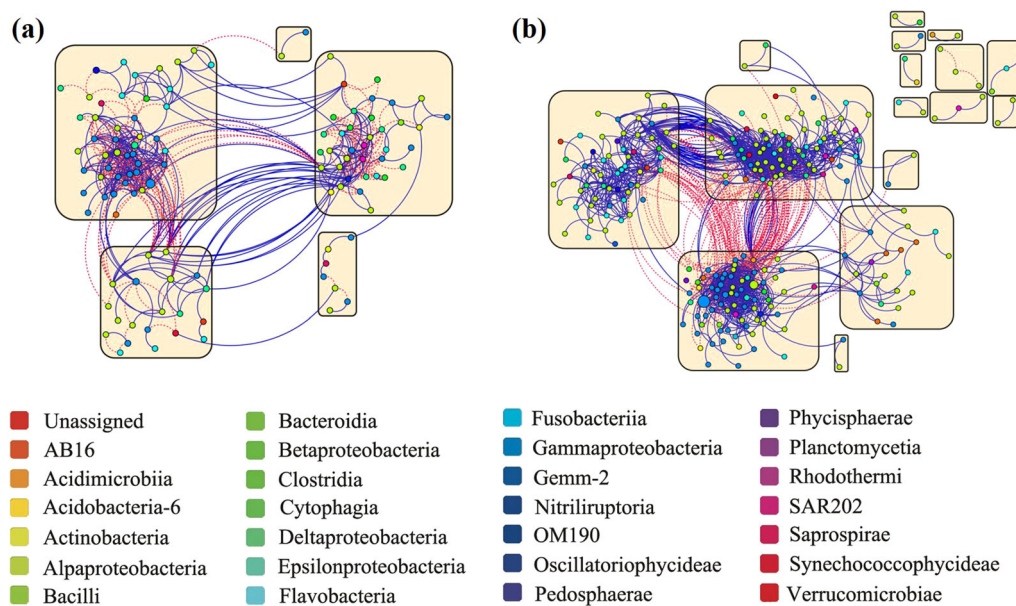 (a)
(b)
Unassigned
AB16
Acidimicrobiia
Acidobacteria-6
Actinobacteria
Alpaproteobacteria
Bacilli
Bacteroidia
Betaproteobacteria
Clostridia
Cytophagia
Deltaproteobacteria
Epsilonproteobacteria
Flavobacteria
Fusobacteriia
Gammaproteobacteria
Gemm-2
Nitriliruptoria
OM190
Oscillatoriophycideae
Pedosphaerae
Phycisphaerae
Planctomycetia
Rhodothermi
SAR202
Saprospirae
Synechococcophycideae
Verrucomicrobiae